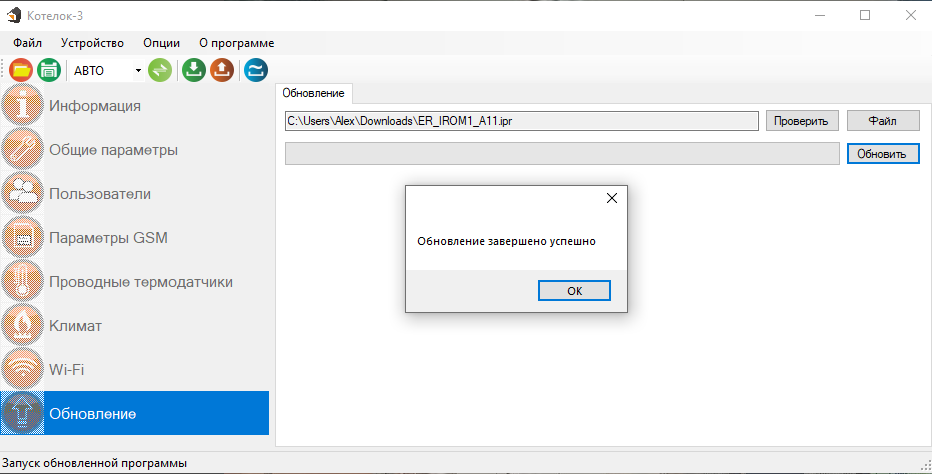 Котелок-3
Файл Устройство Опции О программе
АВТО
Информация
Общие параметры
Пользователи
Параметры GSM
Проводные термодатчики
Климат
Wi-Fi
Обновление
Обновление
C:\Users\Alex\Downloads\ER_IROM1_A11.ipr
Проверить
Файл
Обновить
Обновление завершено успешно
OK
Запуск обновленной программы